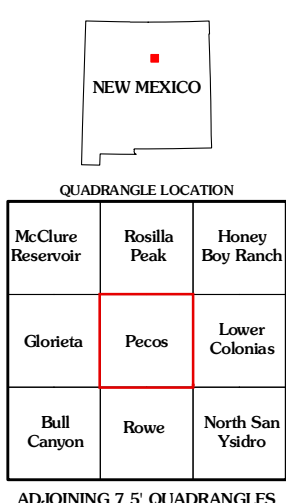 NEW MEXICO
QUADRANGLE LOCATION
McClure
Reservoir
Rosilla
Peak
Honey
Boy Ranch
Glorieta
Pecos
Lower
Colonias
Bull
Canyon
Rowe
North San
Ysidro
ADJOINING 7.5' QUADRANGLES